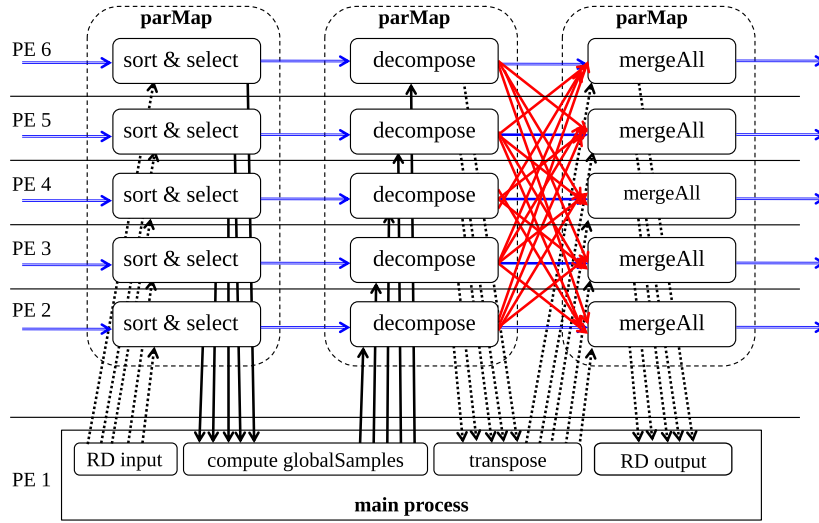 parMap parMap parMap
PE 6 sort & select decompose mergeAll
PE 5 sort & select decompose mergeAll
PE 4 sort & select decompose mergeAll
PE 3 sort & select decompose mergeAll
PE 2 sort & select decompose mergeAll
RD input compute globalSamples transpose RD output
PE 1
main process